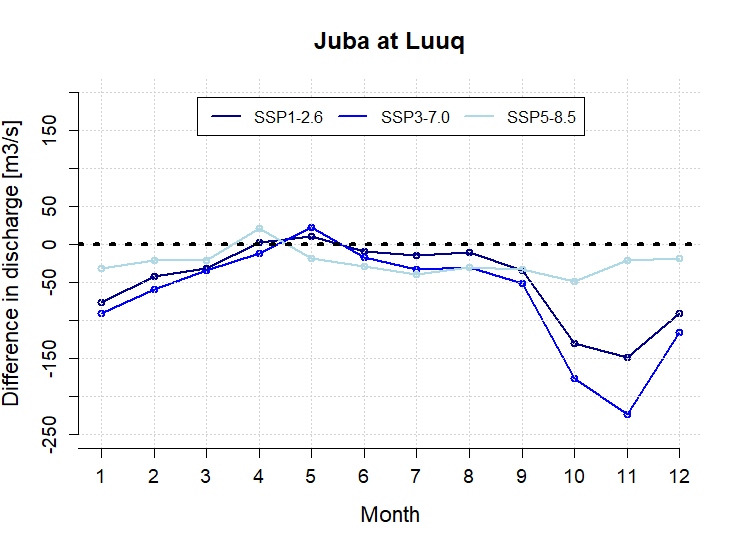 Juba at Luuq
SSP1-2.6 SSP3-7.0 SSP5-8.5
Difference in discharge [m3/s]
150
50
0
-50
-150
-250
1 2 3 4 5 6 7 8 9 10 11 12
Month